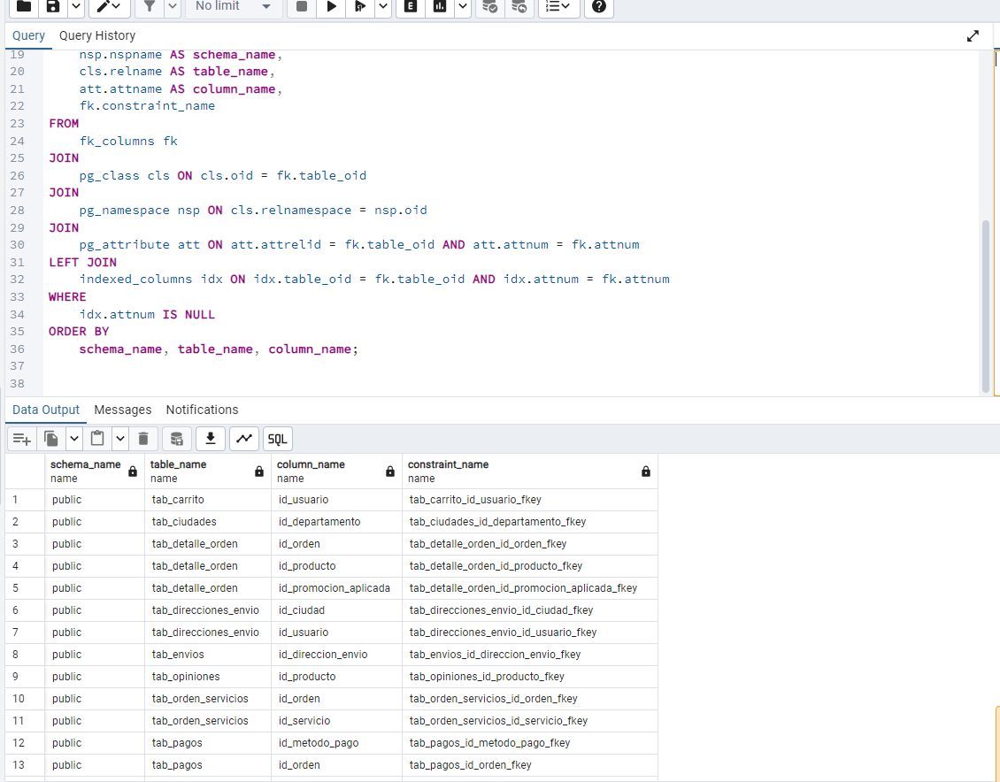 No limit
E
Query Query History
19 nsp.nspname AS schema_name,
20 cls.relname AS table_name,
21 att.attname AS column_name,
22 fk.constraint_name
23 FROM
24 fk_columns fk
25 JOIN
26 pg_class cls ON cls.oid = fk.table_oid
27 JOIN
28 pg_namespace nsp ON cls.relnamespace = nsp.oid
29 JOIN
30 pg_attribute att ON att.attrelid = fk.table_oid AND att.attnum = fk.attnum
31 LEFT JOIN
32 indexed_columns idx ON idx.table_oid = fk.table_oid AND idx.attnum = fk.attnum
33 WHERE
34 idx.attnum IS NULL
35 ORDER BY
36 schema_name, table_name, column_name;
37
38
Data Output Messages Notifications
SQL
schema_name table_name column_name constraint_name
name name name name
1 public tab_carrito id_usuario tab_carrito_id_usuario_fkey
2 public tab_ciudades id_departamento tab_ciudades_id_departamento_fkey
3 public tab_detalle_orden id_orden tab_detalle_orden_id_orden_fkey
4 public tab_detalle_orden id_producto tab_detalle_orden_id_producto_fkey
5 public tab_detalle_orden id_promocion_aplicada tab_detalle_orden_id_promocion_aplicada_fkey
6 public tab_direcciones_envio id_ciudad tab_direcciones_envio_id_ciudad_fkey
7 public tab_direcciones_envio id_usuario tab_direcciones_envio_id_usuario_fkey
8 public tab_envios id_direccion_envio tab_envios_id_direccion_envio_fkey
9 public tab_opiniones id_producto tab_opiniones_id_producto_fkey
10 public tab_orden_servicios id_orden tab_orden_servicios_id_orden_fkey
11 public tab_orden_servicios id_servicio tab_orden_servicios_id_servicio_fkey
12 public tab_pagos id_metodo_pago tab_pagos_id_metodo_pago_fkey
13 public tab_pagos id_orden tab_pagos_id_orden_fkey